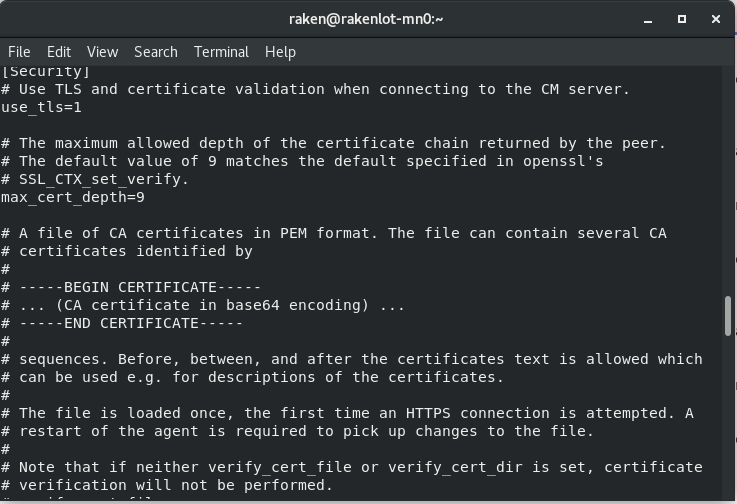 raken@rakenlot-mn0:~
File Edit View Search Terminal Help
[Security]
# Use TLS and certificate validation when connecting to the CM server.
use_tls=1
# The maximum allowed depth of the certificate chain returned by the peer.
# The default value of 9 matches the default specified in openssl's
# SSL_CTX_set_verify.
max_cert_depth=9
# A file of CA certificates in PEM format. The file can contain several CA
# certificates identified by
#
# -----BEGIN CERTIFICATE-----
# ... (CA certificate in base64 encoding) ...
# -----END CERTIFICATE-----
#
# sequences. Before, between, and after the certificates text is allowed which
# can be used e.g. for descriptions of the certificates.
#
# The file is loaded once, the first time an HTTPS connection is attempted. A
# restart of the agent is required to pick up changes to the file.
#
# Note that if neither verify_cert_file or verify_cert_dir is set, certificate
# verification will not be performed.